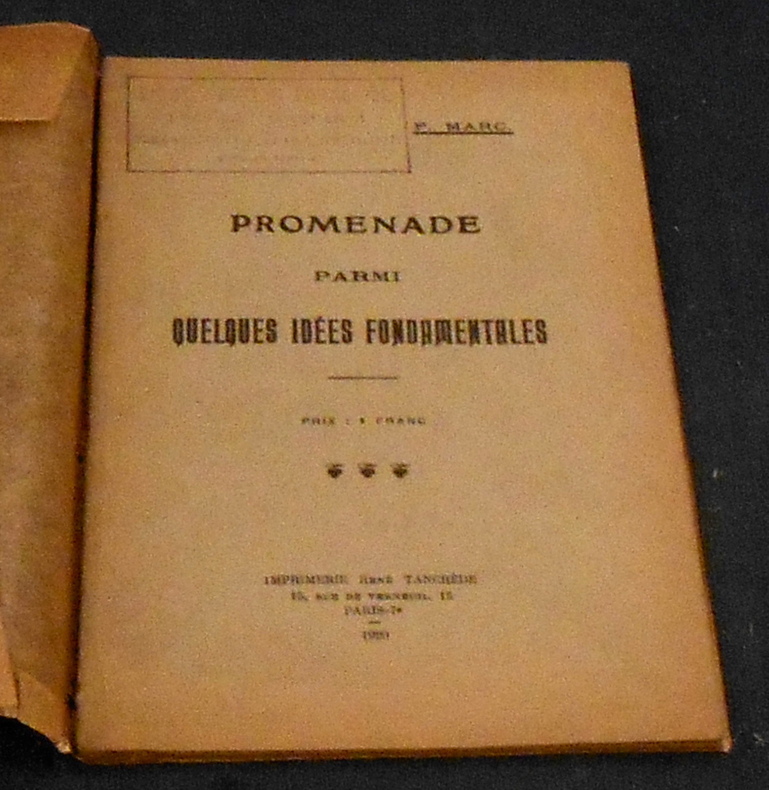 P. MARC.
PROMENADE
PARMI
QUELQUES IDÉES FONDAMENTALES
PRIX : 1 FRANC
IMPRIMERIE RENÉ TANCRÈDE
15, RUE DE VERNEUIL, 15
PARIS-7e